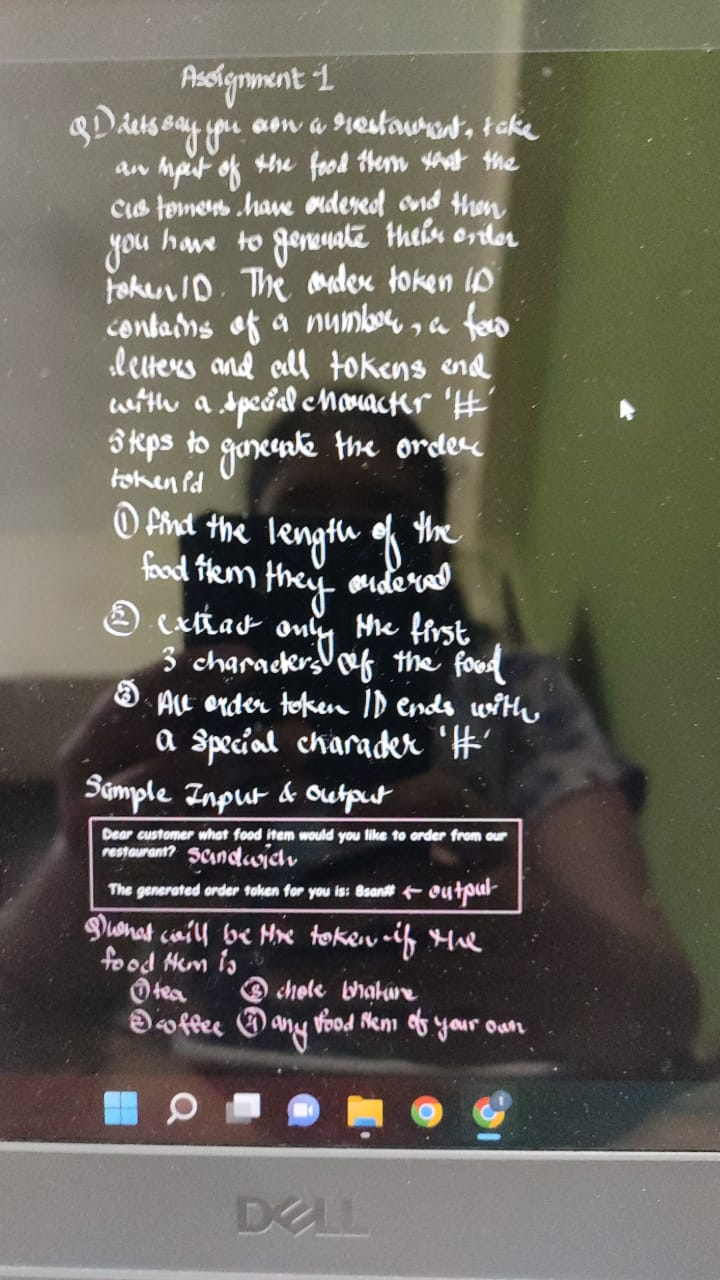 Assignment 1
Q1) Lets say you own a restaurant, take
an input of the food item that the
customers have ordered and then
you have to generate their order
token ID. The order token ID
contains of a number, a few
letters and all tokens end
with a special character '#'
Steps to generate the order
token id
① find the length of the
food item they ordered
② extract only the first
3 characters of the food
③ All order token ID ends with
a special character '#'
Sample Input & Output
Dear customer what food item would you like to order from our
restaurant? Sandwich
The generated order token for you is: 8san# ← output
Q) what will be the token if the
food item is
① tea ③ chole bhature
② coffee ④ any food item of your own
DELL